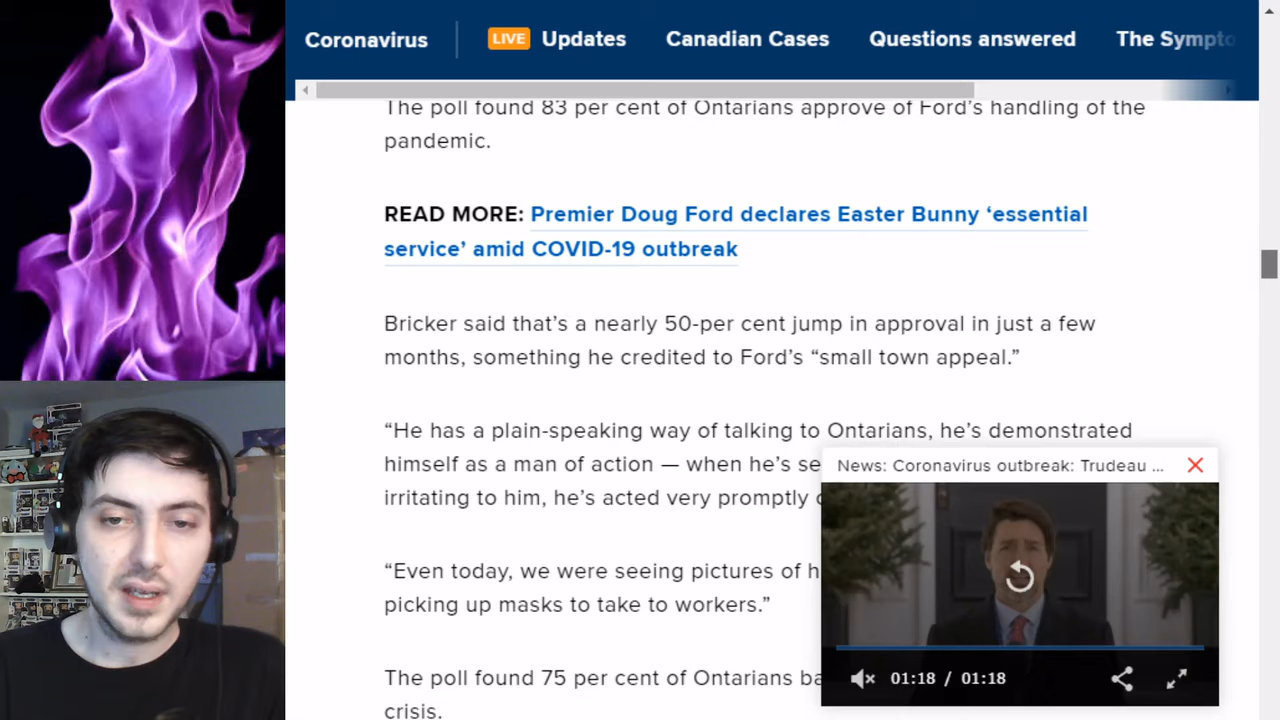 Coronavirus
LIVE Updates
Canadian Cases
Questions answered
The Sympto
The poll found 83 per cent of Ontarians approve of Ford's handling of the
pandemic.
READ MORE: Premier Doug Ford declares Easter Bunny ‘essential
service’ amid COVID-19 outbreak
Bricker said that’s a nearly 50-per cent jump in approval in just a few
months, something he credited to Ford’s “small town appeal.”
“He has a plain-speaking way of talking to Ontarians, he’s demonstrated
himself as a man of action — when he’s se
irritating to him, he’s acted very promptly
“Even today, we were seeing pictures of h
picking up masks to take to workers.”
The poll found 75 per cent of Ontarians ba
crisis.
News: Coronavirus outbreak: Trudeau ...
01:18 / 01:18